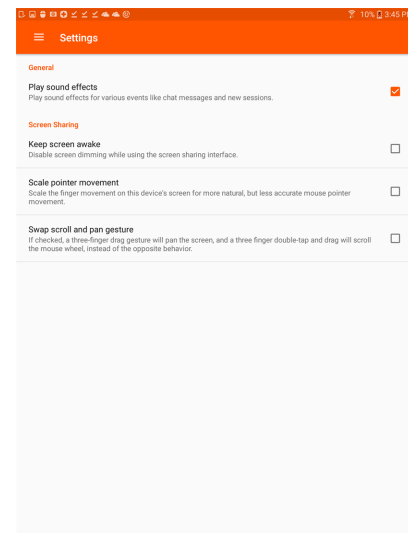 10% 3:45 PM
Settings
General
Play sound effects
Play sound effects for various events like chat messages and new sessions.
Screen Sharing
Keep screen awake
Disable screen dimming while using the screen sharing interface.
Scale pointer movement
Scale the finger movement on this device's screen for more natural, but less accurate mouse pointer
movement.
Swap scroll and pan gesture
If checked, a three-finger drag gesture will pan the screen, and a three finger double-tap and drag will scroll
the mouse wheel, instead of the opposite behavior.